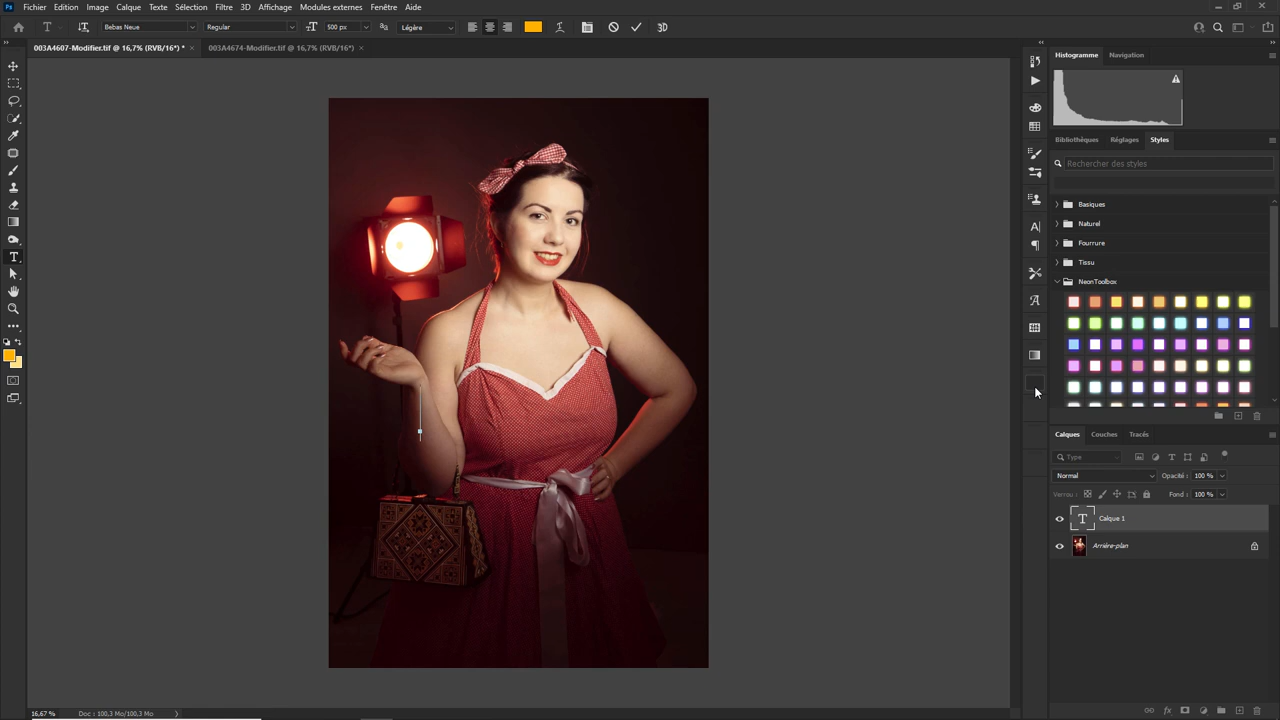 Ps Fichier Edition Image Calque Texte Sélection Filtre 3D Affichage Modules externes Fenêtre Aide
Bebas Neue Regular 500 px Légère 3D
003A4607-Modifier.tif @ 16,7% (RVB/16*) * × 003A4674-Modifier.tif @ 16,7% (RVB/16*) ×
Histogramme Navigation
Bibliothèques Réglages Styles
Rechercher des styles
Basiques
Naturel
Fourrure
Tissu
NeonToolbox
Calques Couches Tracés
Type
Normal Opacité : 100 %
Verrou : Fond : 100 %
Calque 1
Arrière-plan
16,67 % Doc : 100,3 Mo/100,3 Mo